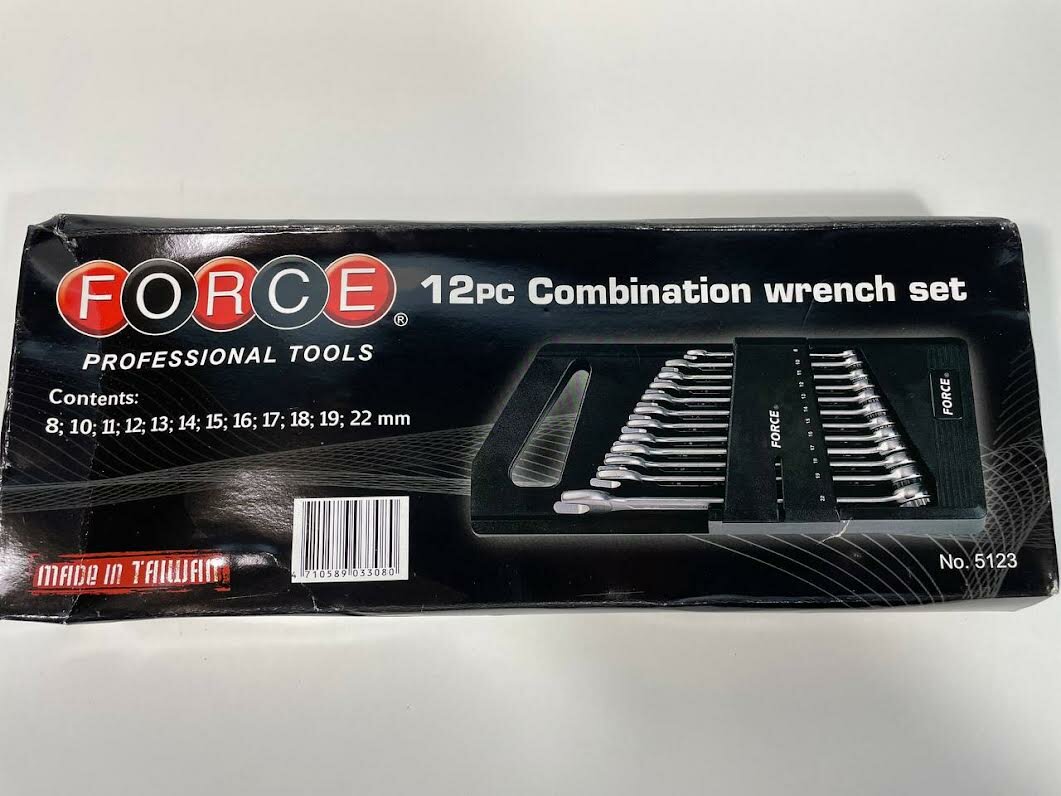 FORCE®
PROFESSIONAL TOOLS
12PC Combination wrench set
Contents:
8; 10; 11; 12; 13; 14; 15; 16; 17; 18; 19; 22 mm
FORCE®
FORCE®
MADE IN TAIWAN
4 710589 033080
No. 5123